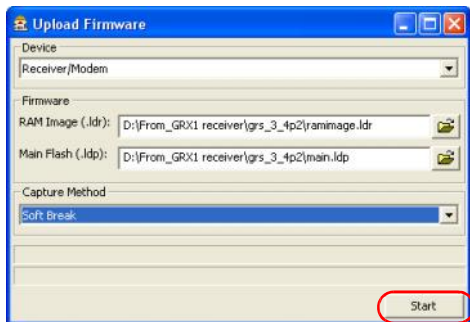 Upload Firmware
Device
Receiver/Modem
Firmware
RAM Image (.ldr): D:\From_GRX1 receiver\grs_3_4p2\ramimage.ldr
Main Flash (.ldp): D:\From_GRX1 receiver\grs_3_4p2\main.ldp
Capture Method
Soft Break
Start